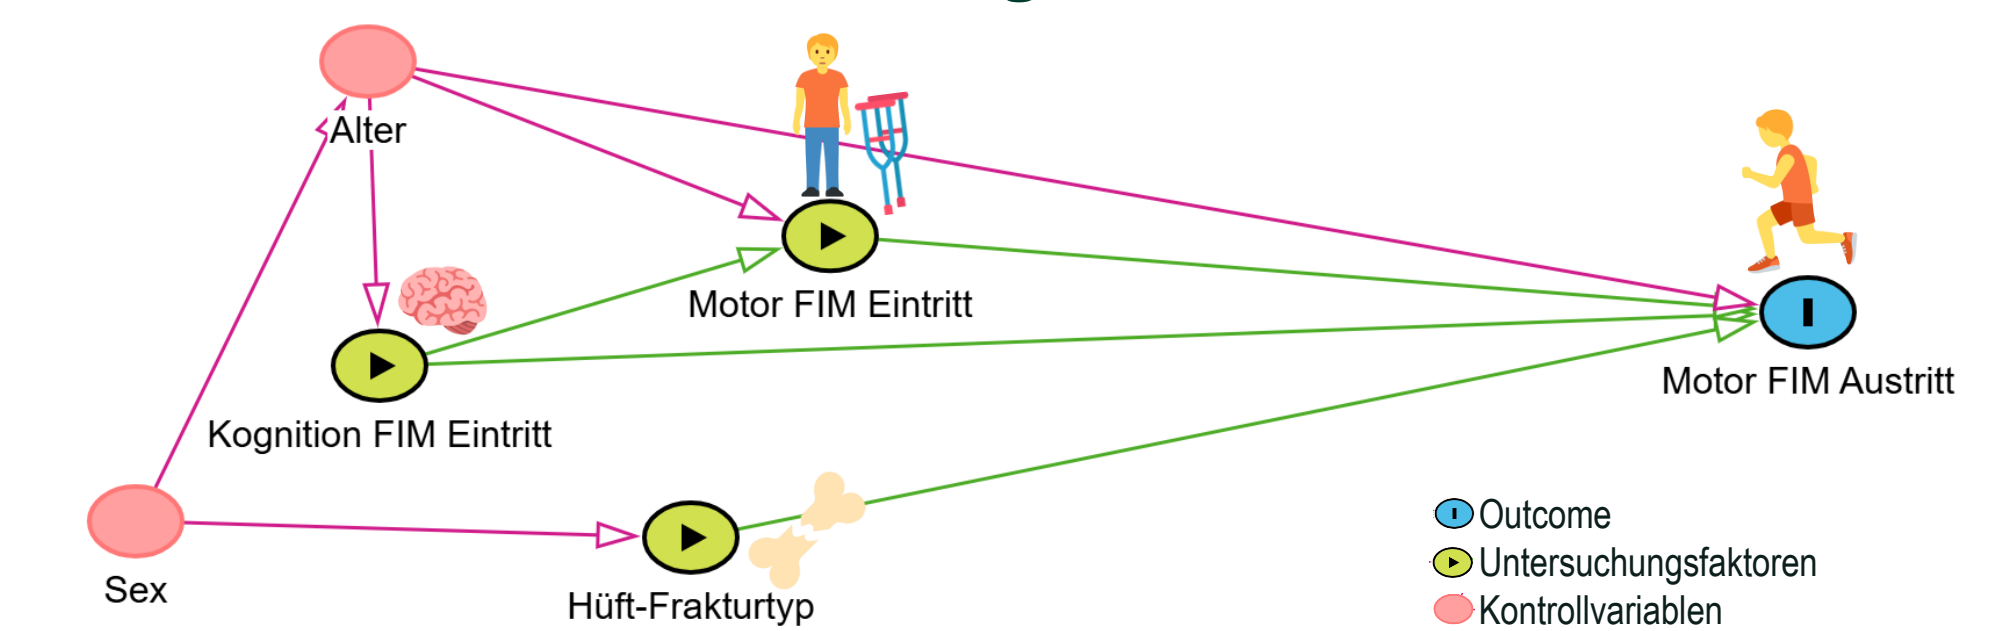 Alter
Motor FIM Eintritt
Motor FIM Austritt
Kognition FIM Eintritt
Sex
Hüft-Frakturtyp
Outcome
Untersuchungsfaktoren
Kontrollvariablen